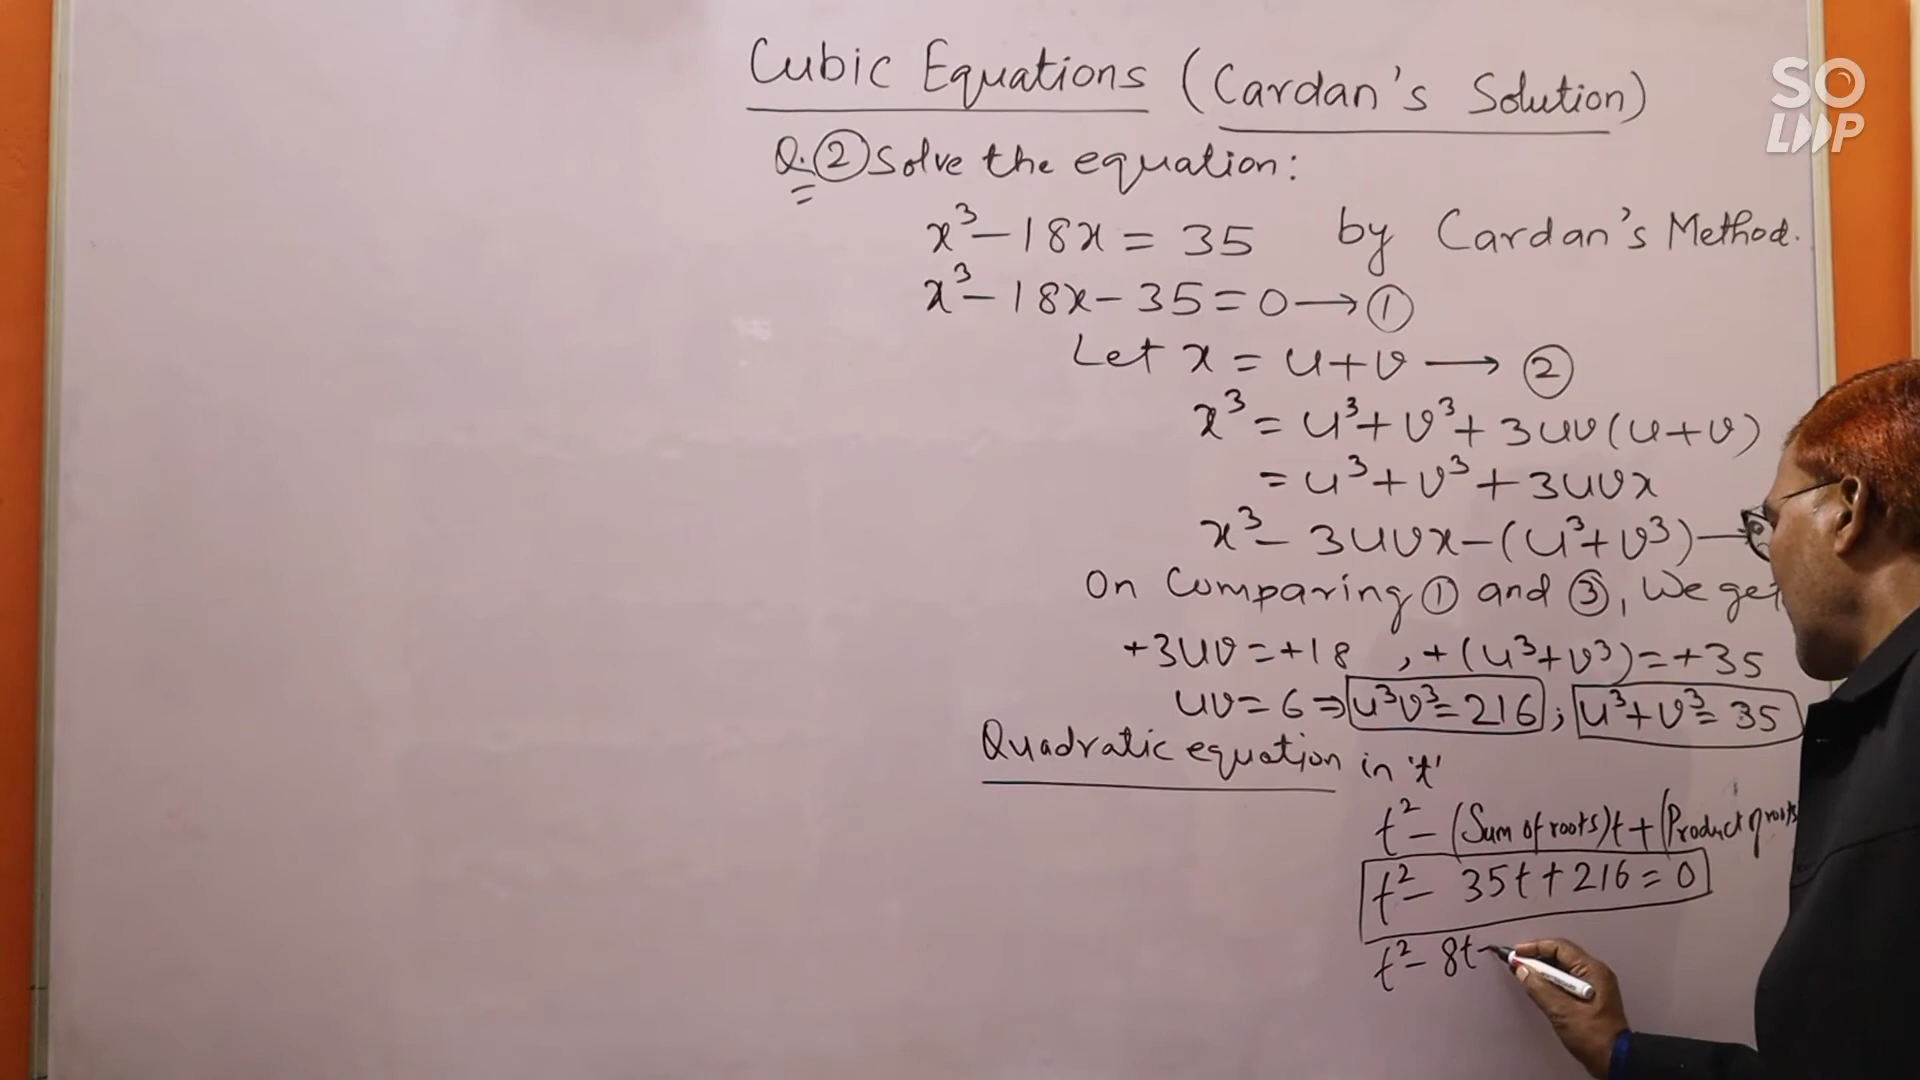 Cubic Equations (Cardan's Solution)
SO
LOOP
Q.② Solve the equation:
x³ - 18x = 35 by Cardan's Method.
x³ - 18x - 35 = 0 → ①
Let x = u + v → ②
x³ = u³ + v³ + 3uv(u + v)
= u³ + v³ + 3uvx
x³ - 3uvx - (u³ + v³) →
On Comparing ① and ③, We get
+3uv = +18 , +(u³ + v³) = +35
uv = 6 ⇒ u³v³ = 216 ; u³ + v³ = 35
Quadratic equation in 't'
t² - (Sum of roots)t + (Product of roots
t² - 35t + 216 = 0
t² - 8t -